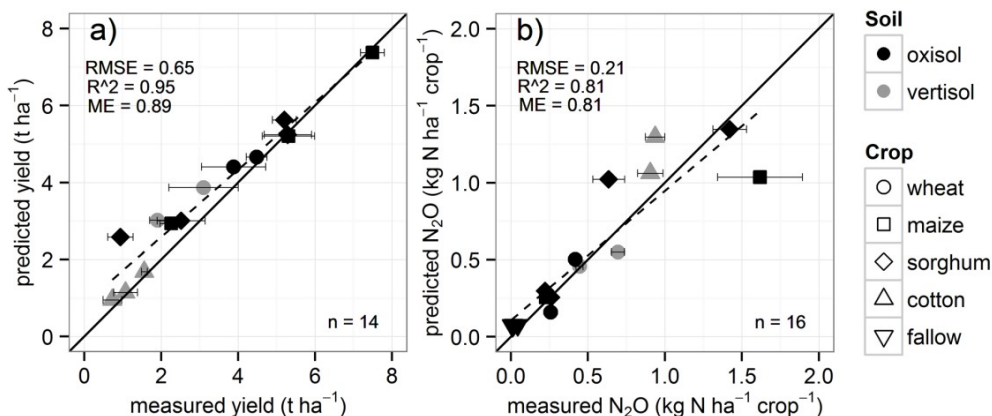 a)
RMSE = 0.65
R^2 = 0.95
ME = 0.89
n = 14
8
6
4
2
0
predicted yield (t ha⁻¹)
0 2 4 6 8
measured yield (t ha⁻¹)
b)
RMSE = 0.21
R^2 = 0.81
ME = 0.81
n = 16
2.0
1.5
1.0
0.5
0.0
predicted N₂O (kg N ha⁻¹ crop⁻¹)
0.0 0.5 1.0 1.5 2.0
measured N₂O (kg N ha⁻¹ crop⁻¹)
Soil
oxisol
vertisol
Crop
wheat
maize
sorghum
cotton
fallow